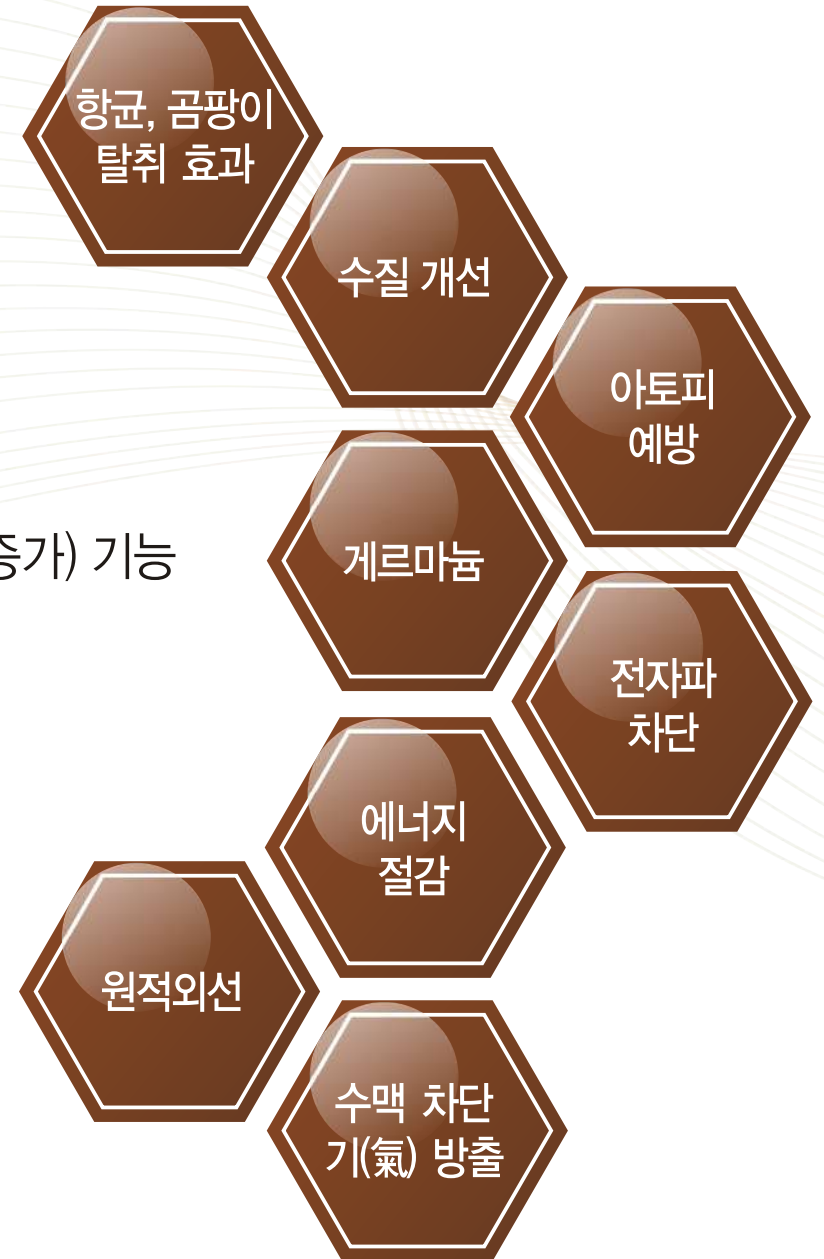 항균, 곰팡이
탈취 효과
수질 개선
아토피
예방
증가) 기능
게르마늄
전자파
차단
에너지
절감
원적외선
수맥 차단
기(氣) 방출